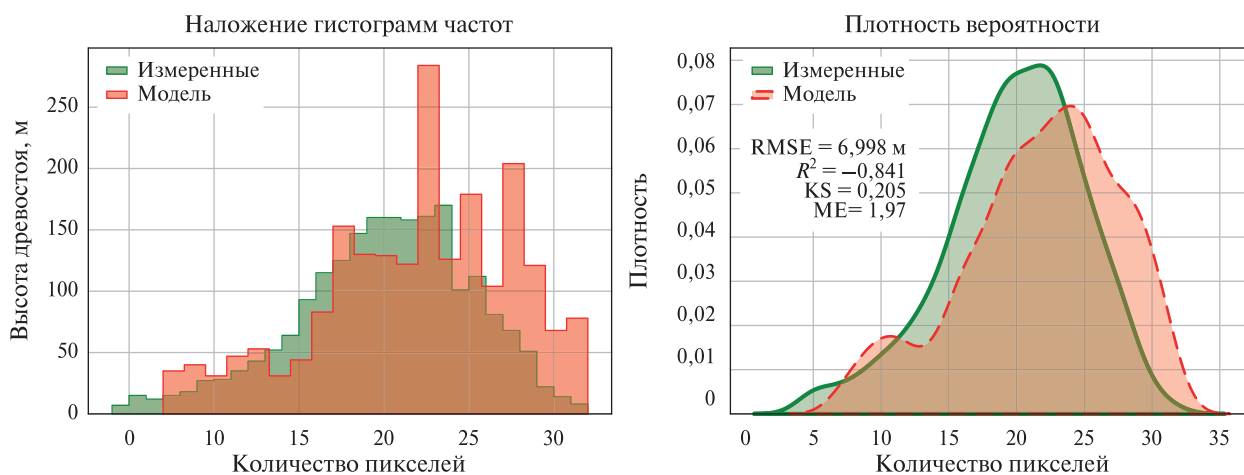 Наложение гистограмм частот
Измеренные
Модель
Высота древостоя, м
250
200
150
100
50
0
0 10 15 20 25 30
Количество пикселей
Плотность вероятности
Измеренные
Модель
RMSE = 6,998 м
R² = −0,841
KS = 0,205
ME= 1,97
Плотность
0,08
0,07
0,06
0,05
0,04
0,03
0,02
0,01
0
0 5 10 15 20 25 30 35
Количество пикселей